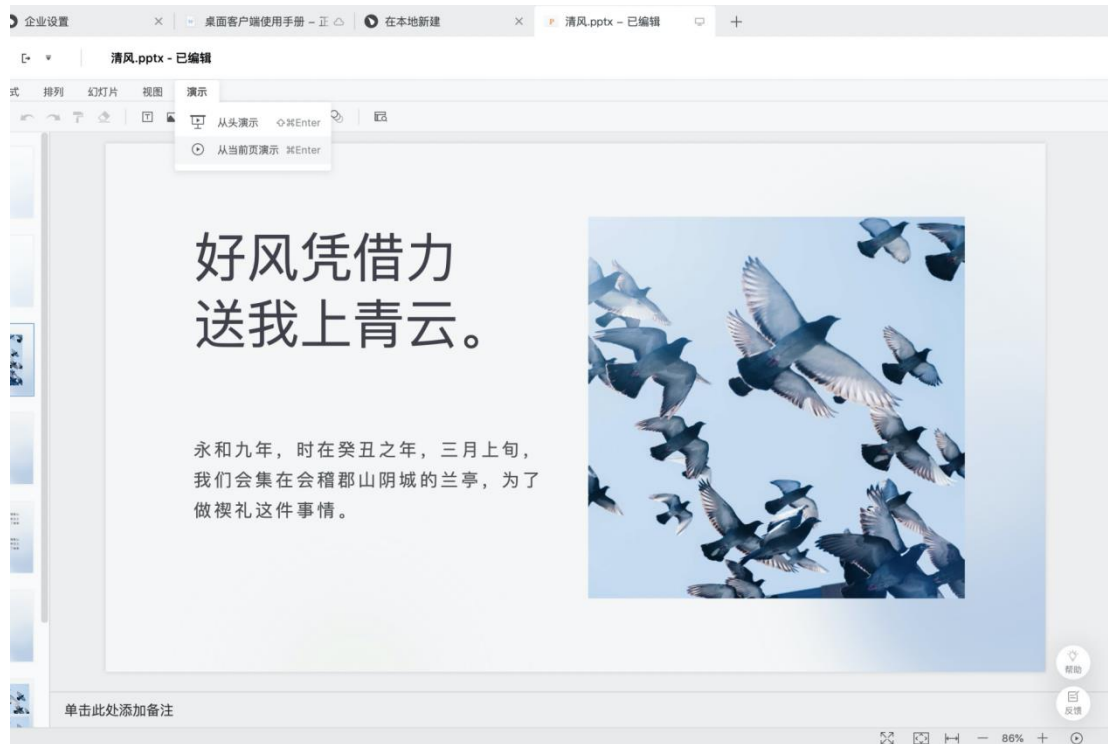 企业设置
桌面客户端使用手册 – 正
在本地新建
清风.pptx – 已编辑
清风.pptx - 已编辑
式 排列 幻灯片 视图 演示
从头演示 ⇧⌘Enter
从当前页演示 ⌘Enter
好风凭借力
送我上青云。
永和九年，时在癸丑之年，三月上旬，
我们会集在会稽郡山阴城的兰亭，为了
做禊礼这件事情。
帮助
反馈
单击此处添加备注
86%